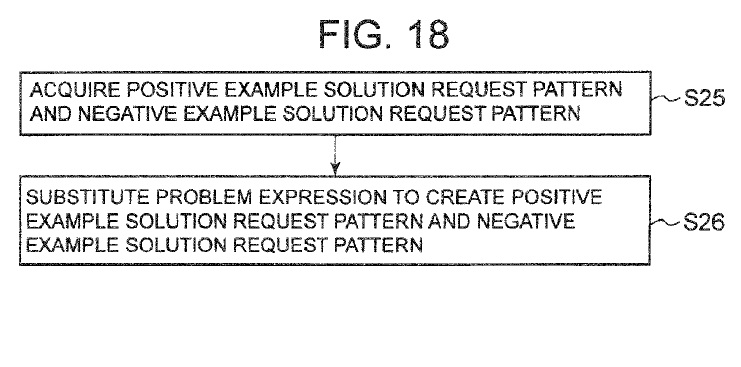 FIG. 18
ACQUIRE POSITIVE EXAMPLE SOLUTION REQUEST PATTERN
AND NEGATIVE EXAMPLE SOLUTION REQUEST PATTERN
S25
SUBSTITUTE PROBLEM EXPRESSION TO CREATE POSITIVE
EXAMPLE SOLUTION REQUEST PATTERN AND NEGATIVE
EXAMPLE SOLUTION REQUEST PATTERN
S26